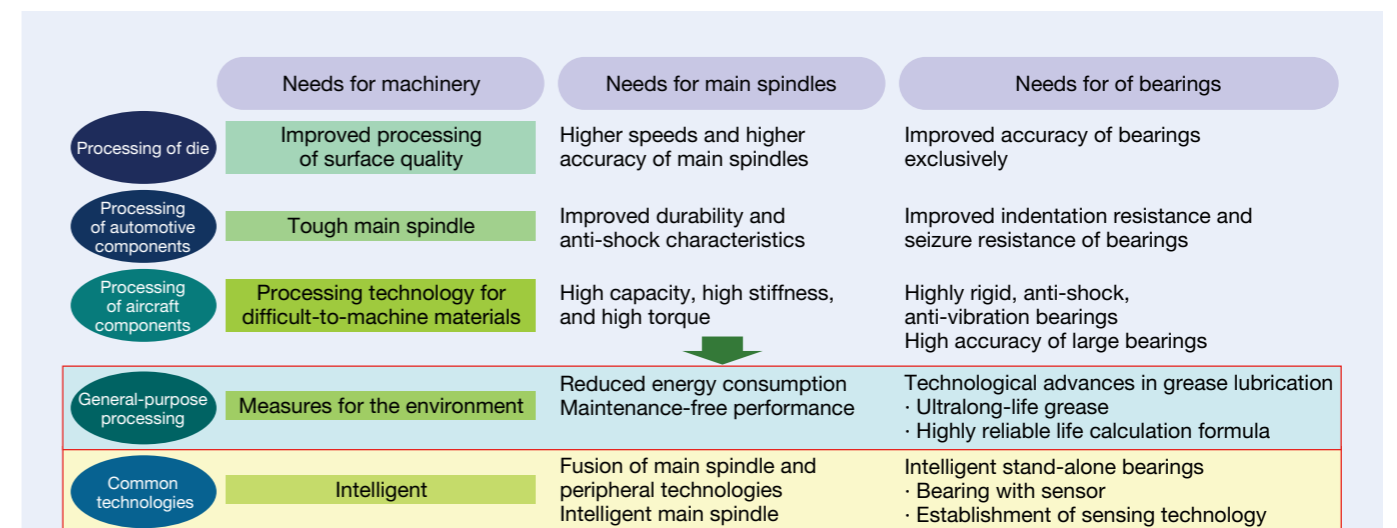 Needs for machinery
Needs for main spindles
Needs for of bearings
Processing of die
Improved processing
of surface quality
Higher speeds and higher
accuracy of main spindles
Improved accuracy of bearings
exclusively
Processing
of automotive
components
Tough main spindle
Improved durability and
anti-shock characteristics
Improved indentation resistance and
seizure resistance of bearings
Processing
of aircraft
components
Processing technology for
difficult-to-machine materials
High capacity, high stiffness,
and high torque
Highly rigid, anti-shock,
anti-vibration bearings
High accuracy of large bearings
General-purpose
processing
Measures for the environment
Reduced energy consumption
Maintenance-free performance
Technological advances in grease lubrication
· Ultralong-life grease
· Highly reliable life calculation formula
Common
technologies
Intelligent
Fusion of main spindle and
peripheral technologies
Intelligent main spindle
Intelligent stand-alone bearings
· Bearing with sensor
· Establishment of sensing technology